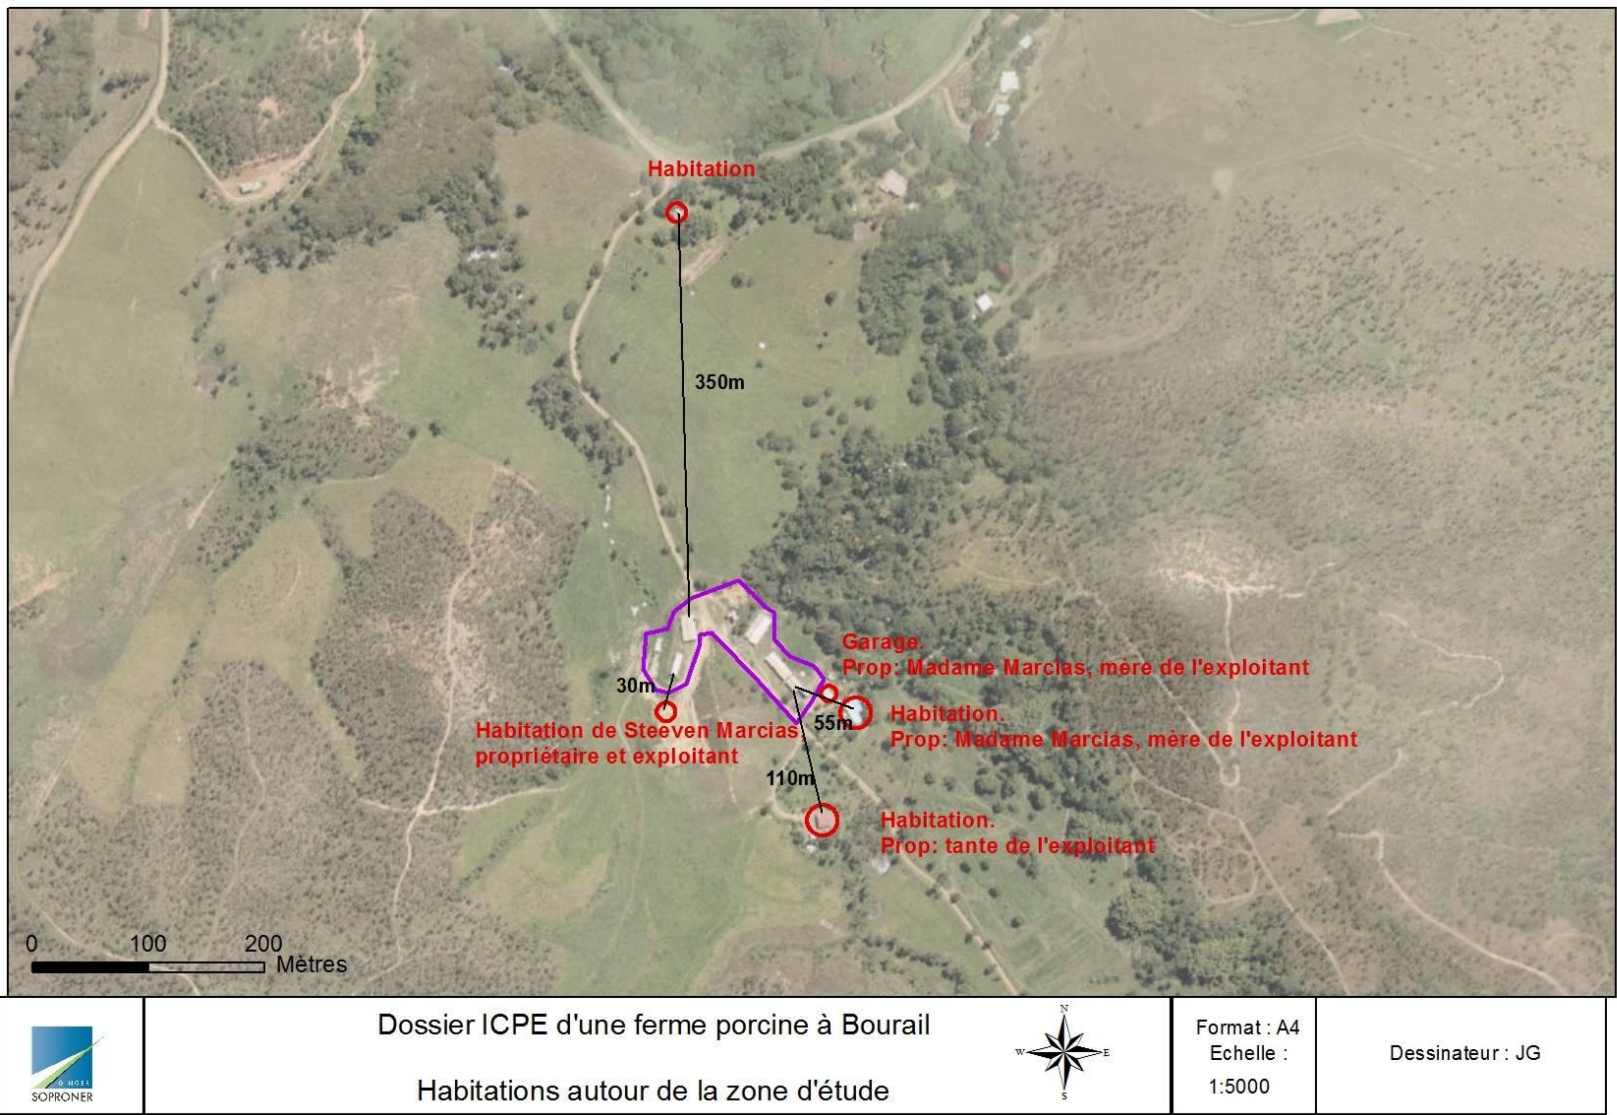 Habitation
350m
Garage.
Prop: Madame Marcias, mère de l'exploitant
30m
Habitation de Steeven Marcias,
propriétaire et exploitant
55m
Habitation.
Prop: Madame Marcias, mère de l'exploitant
110m
Habitation.
Prop: tante de l'exploitant
0 100 200
Mètres
SOPRONER
Dossier ICPE d'une ferme porcine à Bourail
Habitations autour de la zone d'étude
N
W E
S
Format : A4
Echelle :
1:5000
Dessinateur : JG